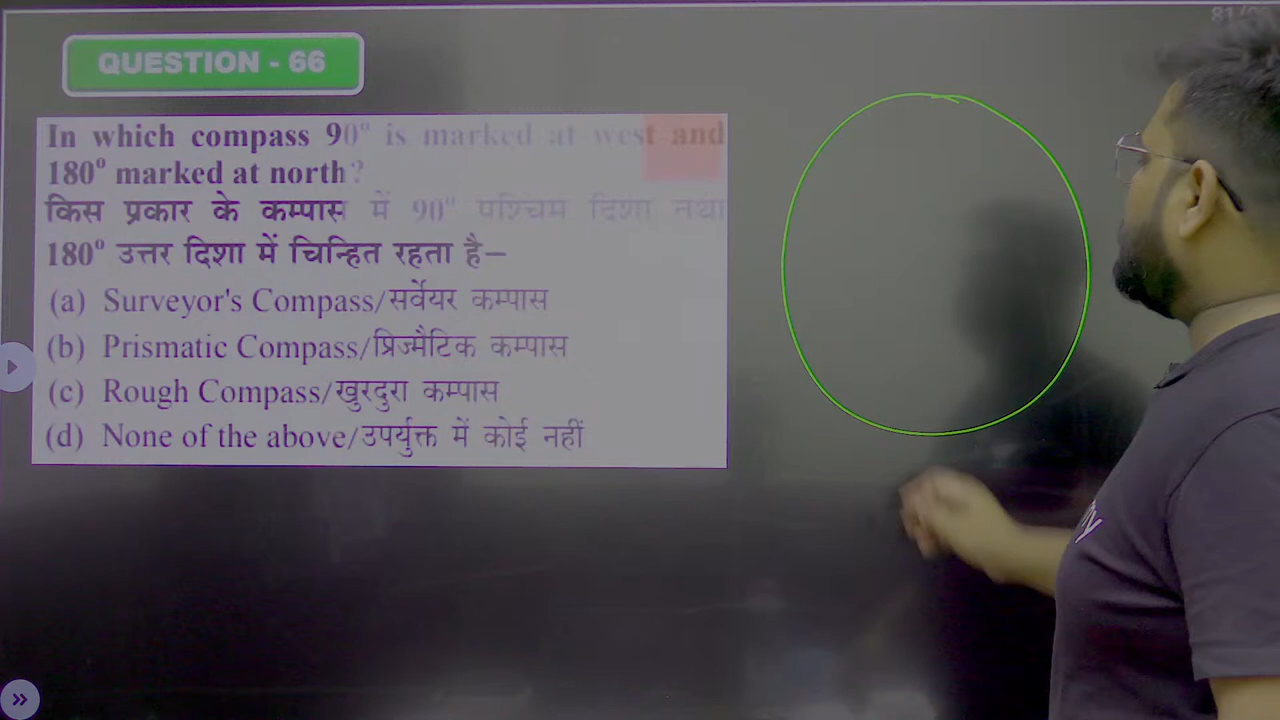 QUESTION - 66
In which compass 90° is marked at west and
180° marked at north?
किस प्रकार के कम्पास में 90° पश्चिम दिशा तथा
180° उत्तर दिशा में चिन्हित रहता है–
(a) Surveyor's Compass/सर्वेयर कम्पास
(b) Prismatic Compass/प्रिज्मैटिक कम्पास
(c) Rough Compass/खुरदुरा कम्पास
(d) None of the above/उपर्युक्त में कोई नहीं